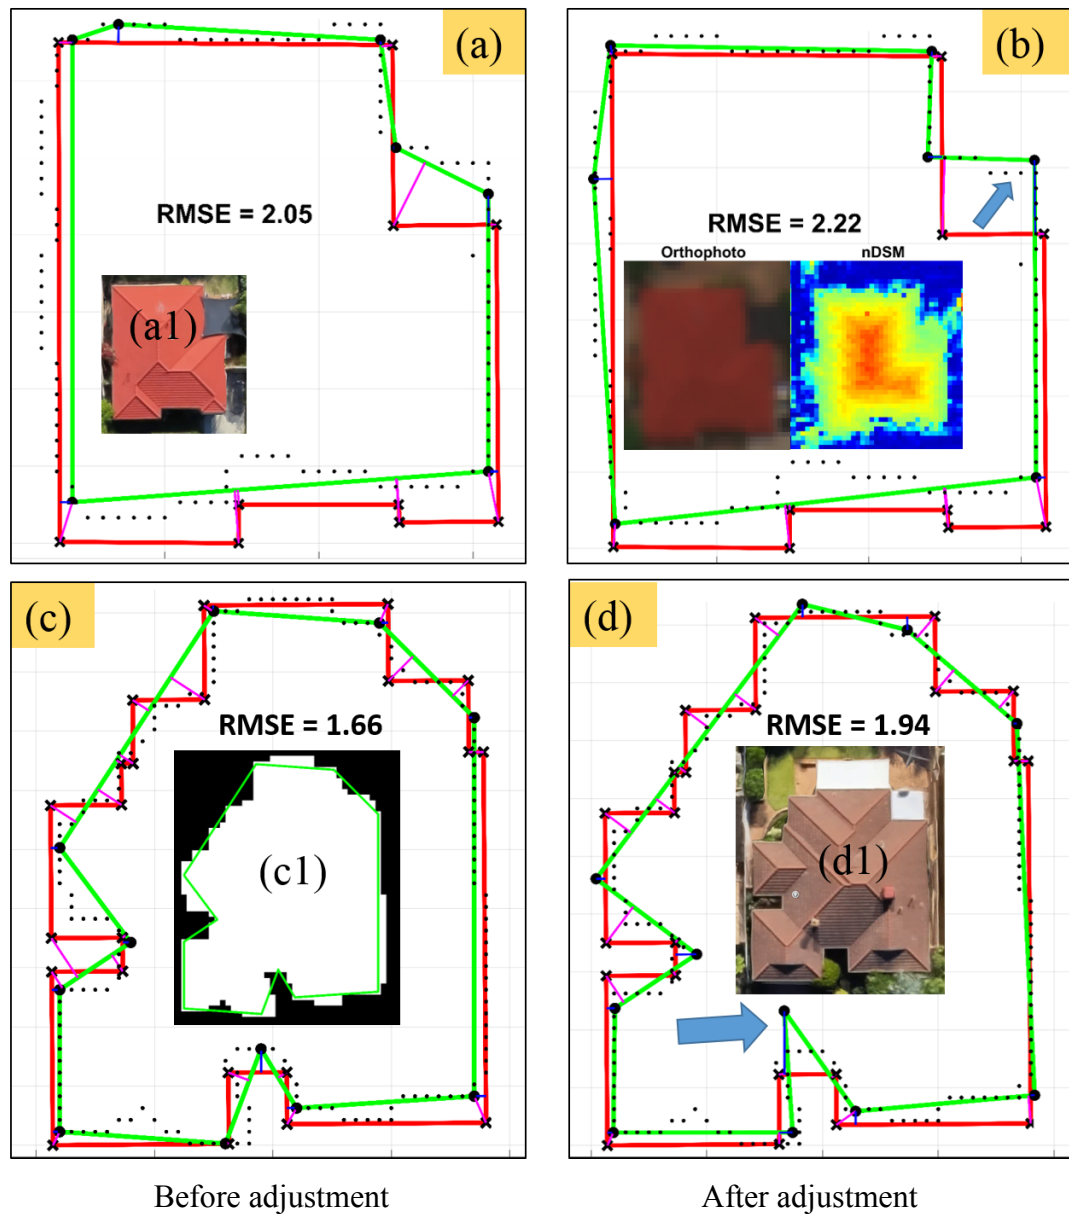 (a)
(b)
RMSE = 2.05
RMSE = 2.22
Orthophoto
nDSM
(a1)
(c)
(d)
RMSE = 1.66
RMSE = 1.94
(c1)
(d1)
Before adjustment
After adjustment